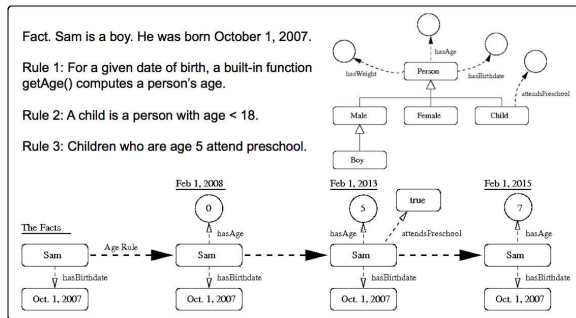 Fact. Sam is a boy. He was born October 1, 2007.
Rule 1: For a given date of birth, a built-in function
getAge() computes a person's age.
Rule 2: A child is a person with age < 18.
Rule 3: Children who are age 5 attend preschool.
hasAge
hasWeight
Person
hasBirthdate
attendsPreschool
Male
Female
Child
Boy
Feb 1, 2008
Feb 1, 2013
Feb 1, 2015
0
5
true
7
The Facts
hasAge
hasAge
attendsPreschool
hasAge
Age Rule
Sam
Sam
Sam
Sam
hasBirthdate
hasBirthdate
hasBirthdate
hasBirthdate
Oct. 1, 2007
Oct. 1, 2007
Oct. 1, 2007
Oct. 1, 2007